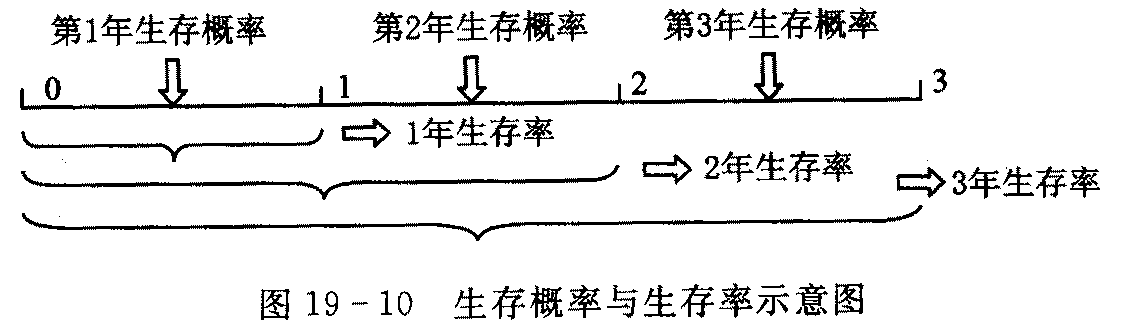 第1年生存概率 第2年生存概率 第3年生存概率
0 1 2 3
1年生存率
2年生存率
3年生存率
图 19-10 生存概率与生存率示意图